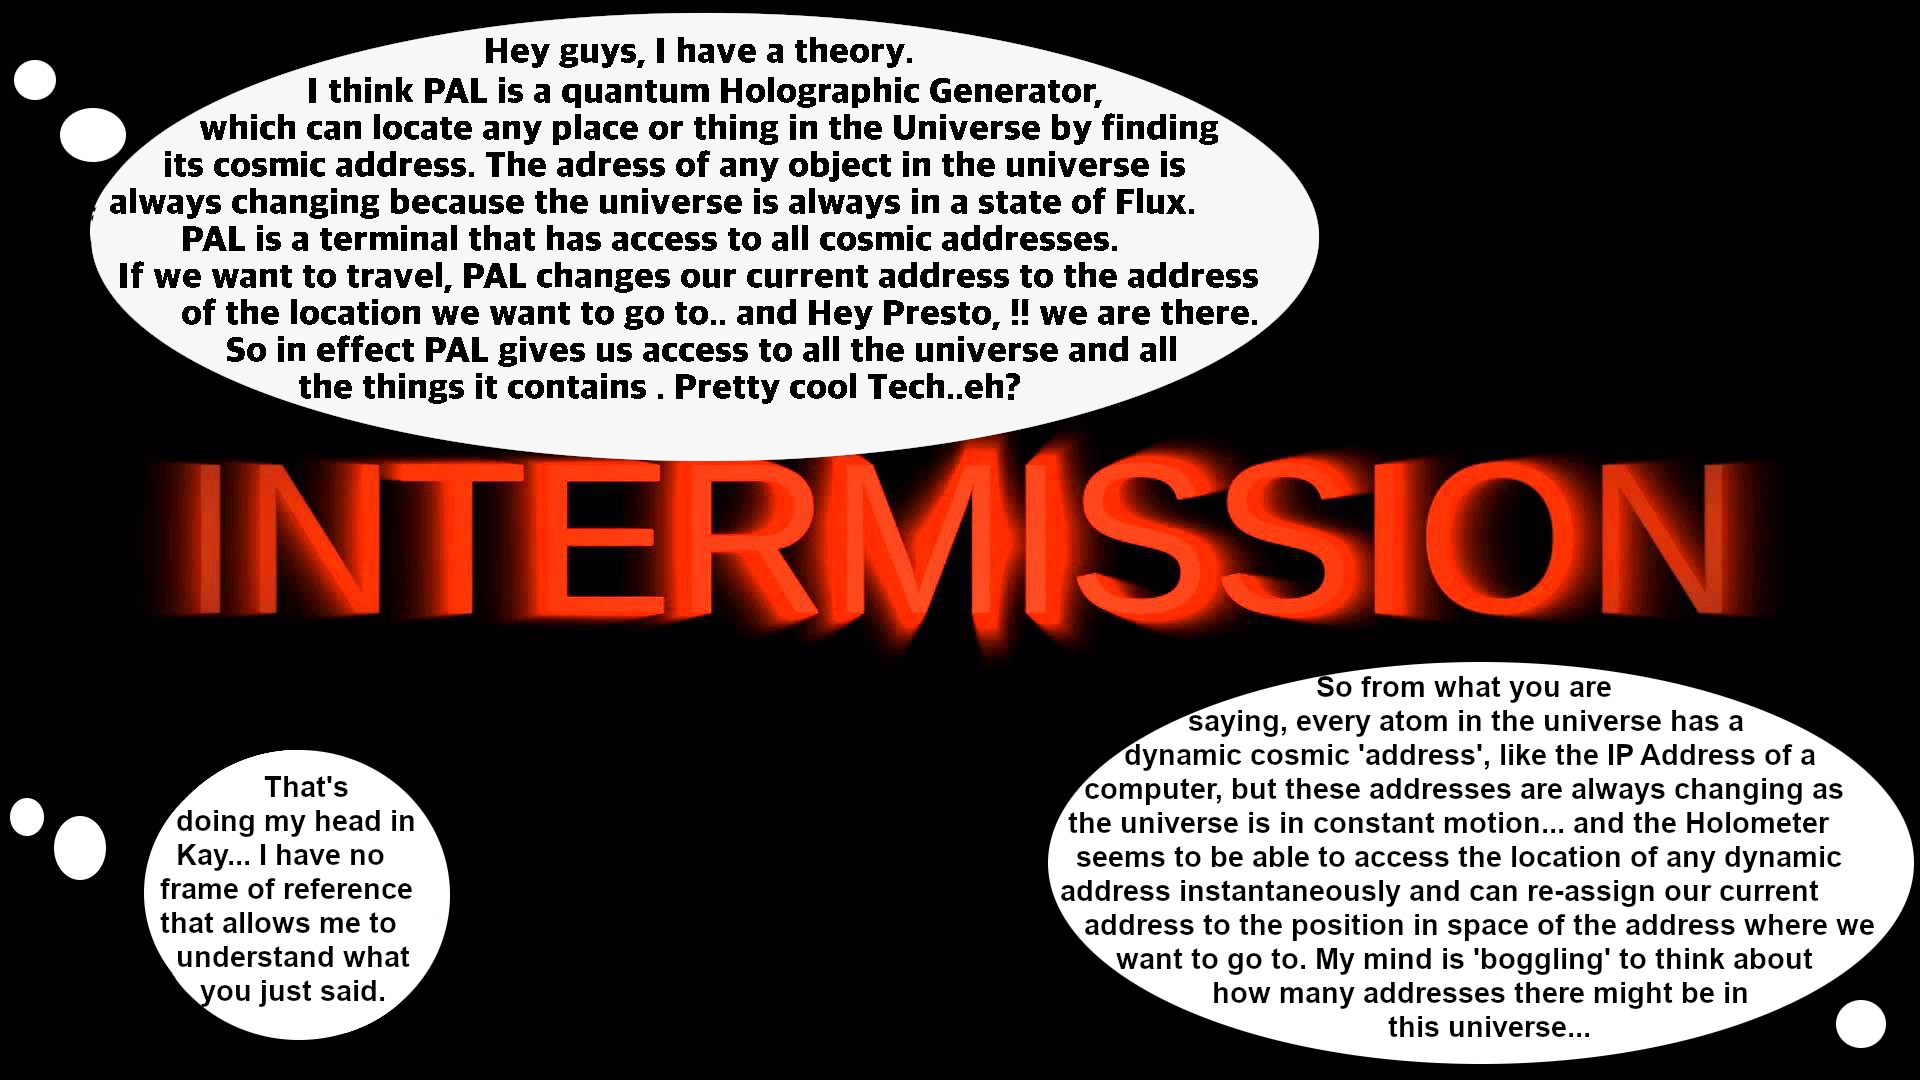 Hey guys, I have a theory.
I think PAL is a quantum Holographic Generator,
which can locate any place or thing in the Universe by finding
its cosmic address. The adress of any object in the universe is
always changing because the universe is always in a state of Flux.
PAL is a terminal that has access to all cosmic addresses.
If we want to travel, PAL changes our current address to the address
of the location we want to go to.. and Hey Presto, !! we are there.
So in effect PAL gives us access to all the universe and all
the things it contains . Pretty cool Tech..eh?
INTERMISSION
That's
doing my head in
Kay... I have no
frame of reference
that allows me to
understand what
you just said.
So from what you are
saying, every atom in the universe has a
dynamic cosmic 'address', like the IP Address of a
computer, but these addresses are always changing as
the universe is in constant motion... and the Holometer
seems to be able to access the location of any dynamic
address instantaneously and can re-assign our current
address to the position in space of the address where we
want to go to. My mind is 'boggling' to think about
how many addresses there might be in
this universe...